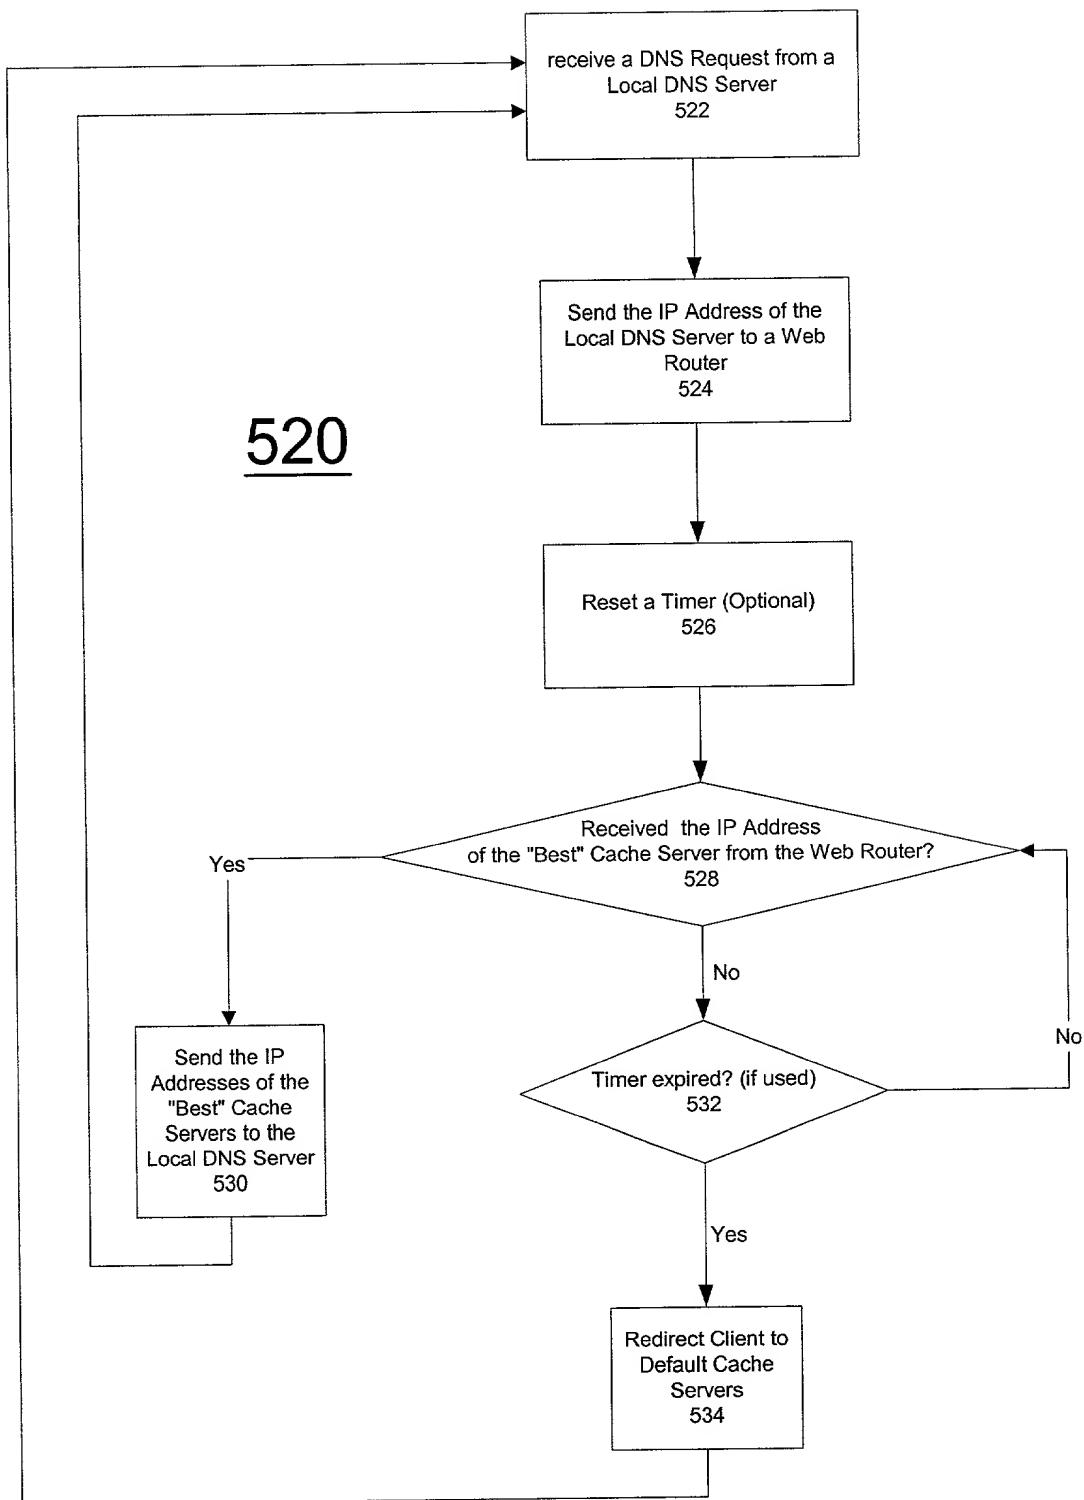 receive a DNS Request from a
Local DNS Server
522
Send the IP Address of the
Local DNS Server to a Web
Router
524
520
Reset a Timer (Optional)
526
Received the IP Address
of the "Best" Cache Server from the Web Router?
528
Yes
No
No
Send the IP
Addresses of the
"Best" Cache
Servers to the
Local DNS Server
530
Timer expired? (if used)
532
Yes
Redirect Client to
Default Cache
Servers
534